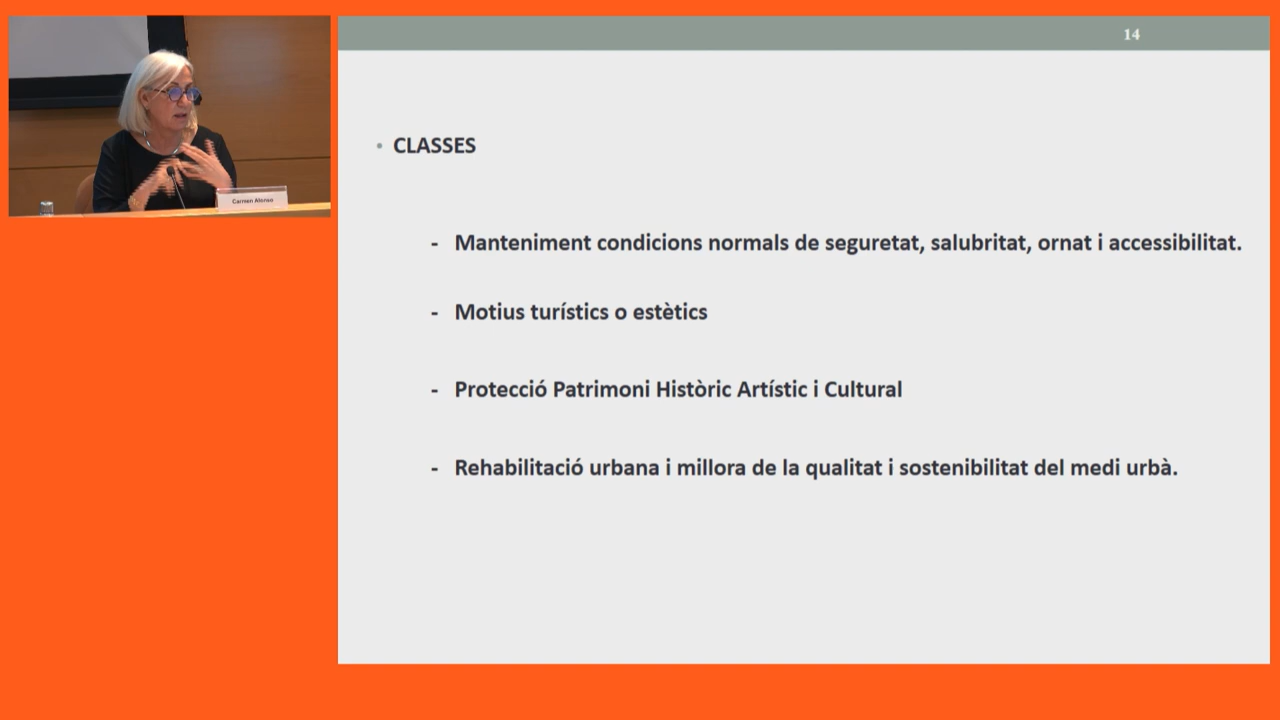 14
Carmen Alonso
• CLASSES
- Manteniment condicions normals de seguretat, salubritat, ornat i accessibilitat.
- Motius turístics o estètics
- Protecció Patrimoni Històric Artístic i Cultural
- Rehabilitació urbana i millora de la qualitat i sostenibilitat del medi urbà.